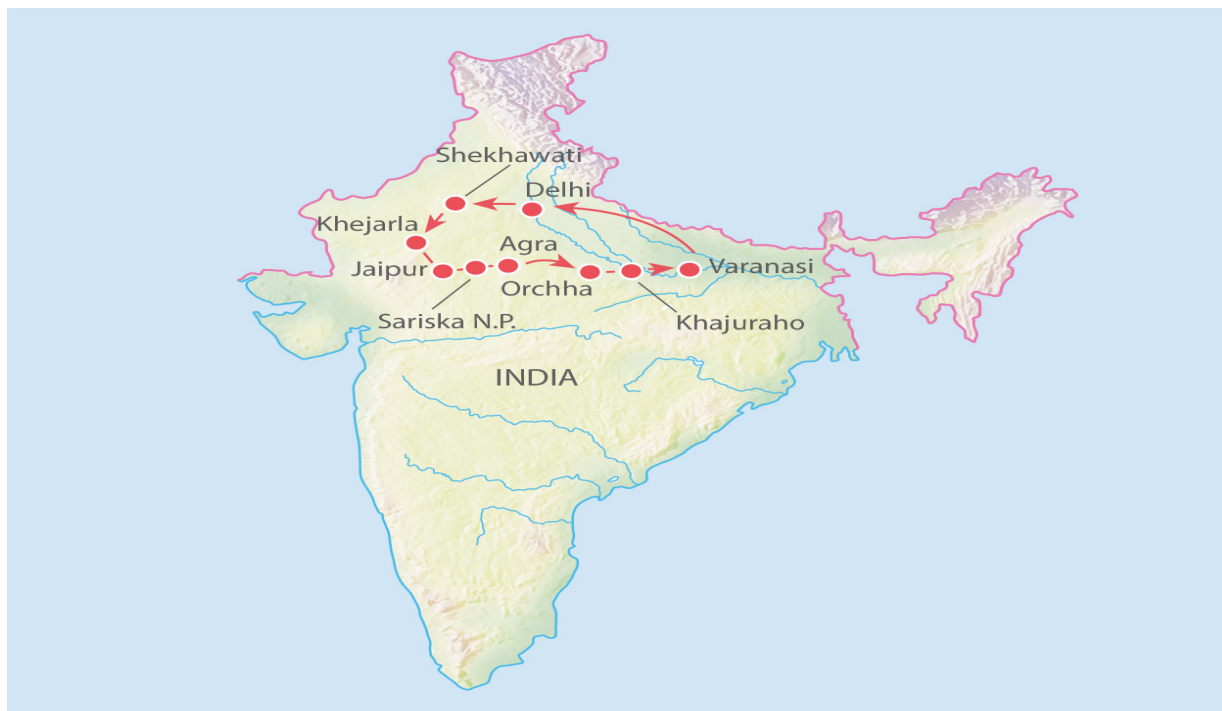 Shekhawati
Delhi
Khejarla
Agra
Jaipur
Varanasi
Orchha
Sariska N.P.
Khajuraho
INDIA